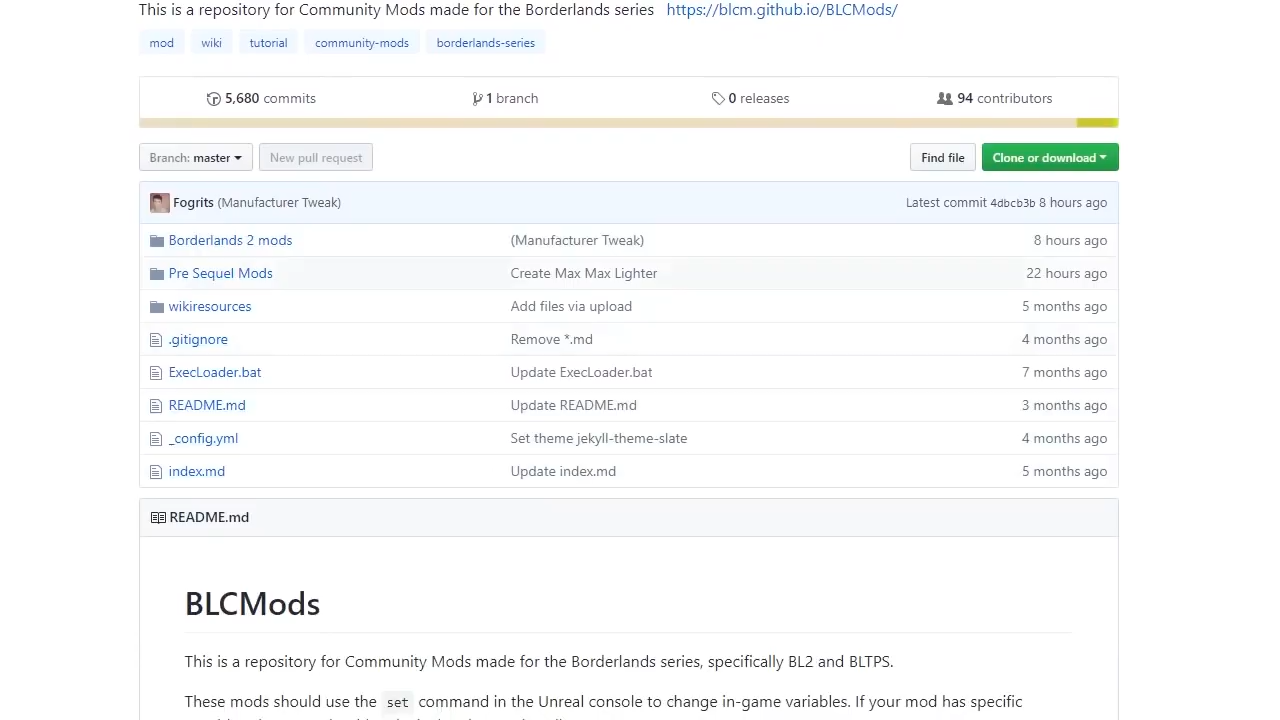 This is a repository for Community Mods made for the Borderlands series https://blcm.github.io/BLCMods/
mod wiki tutorial community-mods borderlands-series
5,680 commits 1 branch 0 releases 94 contributors
Branch: master New pull request Find file Clone or download
Fogrits (Manufacturer Tweak) Latest commit 4dbcb3b 8 hours ago
Borderlands 2 mods (Manufacturer Tweak) 8 hours ago
Pre Sequel Mods Create Max Max Lighter 22 hours ago
wikiresources Add files via upload 5 months ago
.gitignore Remove *.md 4 months ago
ExecLoader.bat Update ExecLoader.bat 7 months ago
README.md Update README.md 3 months ago
_config.yml Set theme jekyll-theme-slate 4 months ago
index.md Update index.md 5 months ago
README.md
BLCMods
This is a repository for Community Mods made for the Borderlands series, specifically BL2 and BLTPS.
These mods should use the set command in the Unreal console to change in-game variables. If your mod has specific